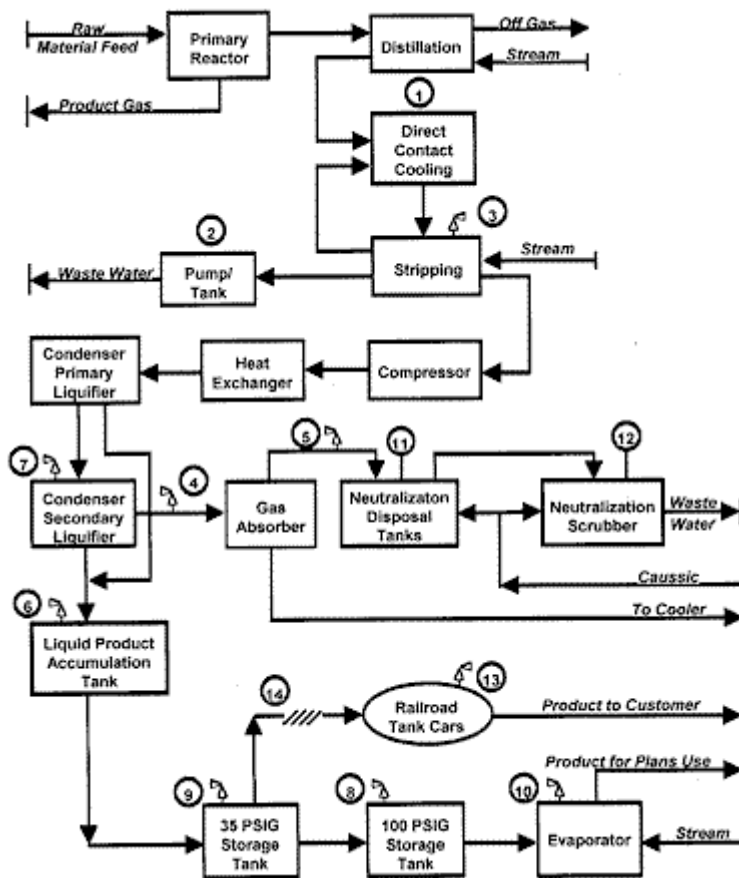 Raw
Material Feed
Primary
Reactor
Distillation
Off Gas
Stream
Product Gas
1
Direct
Contact
Cooling
3
2
Stripping
Stream
Waste Water
Pump/
Tank
Condenser
Primary
Liquifier
Heat
Exchanger
Compressor
7
4
5
11
12
Condenser
Secondary
Liquifier
Gas
Absorber
Neutralizaton
Disposal
Tanks
Neutralization
Scrubber
Waste
Water
Caussic
To Cooler
6
Liquid Product
Accumulation
Tank
14
13
Railroad
Tank Cars
Product to Customer
Product for Plans Use
9
8
10
35 PSIG
Storage
Tank
100 PSIG
Storage
Tank
Evaporator
Stream